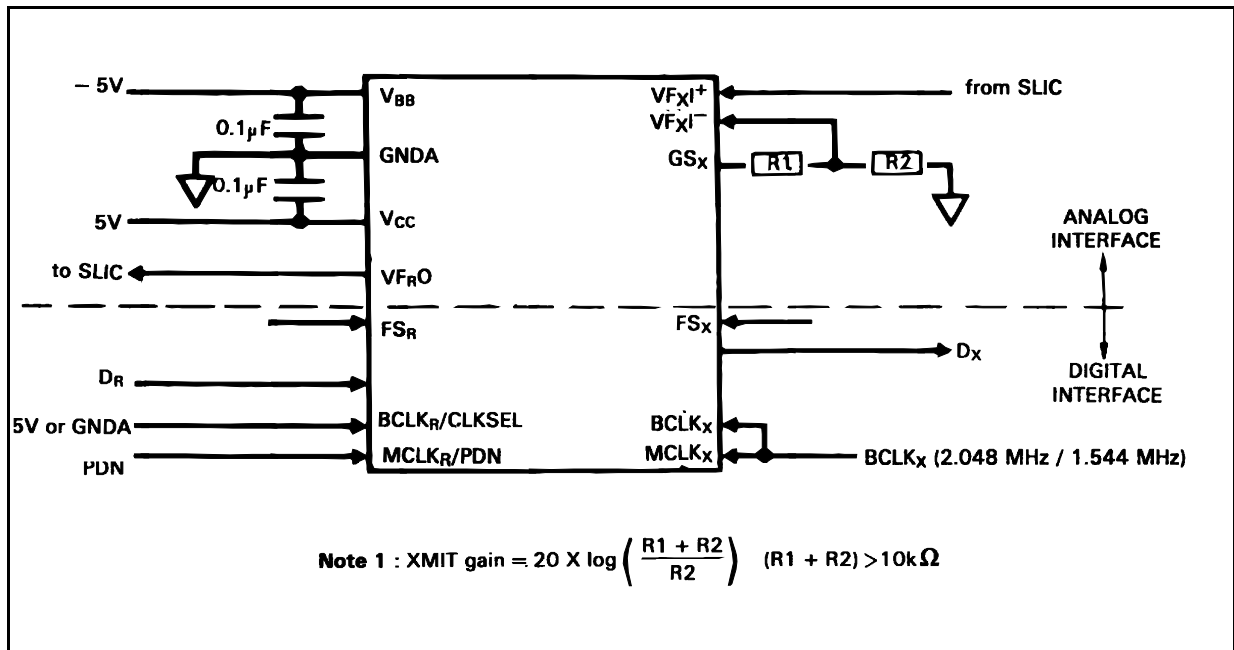 − 5V
0.1µF
0.1µF
5V
to SLIC
VBB
GNDA
VCC
VFRO
VFXI+
VFXI−
GSX
R1
R2
from SLIC
ANALOG
INTERFACE
DIGITAL
INTERFACE
FSR
FSX
DX
DR
5V or GNDA
PDN
BCLKR/CLKSEL
MCLKR/PDN
BCLKX
MCLKX
BCLKX (2.048 MHz / 1.544 MHz)
Note 1 : XMIT gain = 20 X log ( R1 + R2 / R2 ) (R1 + R2) > 10kΩ